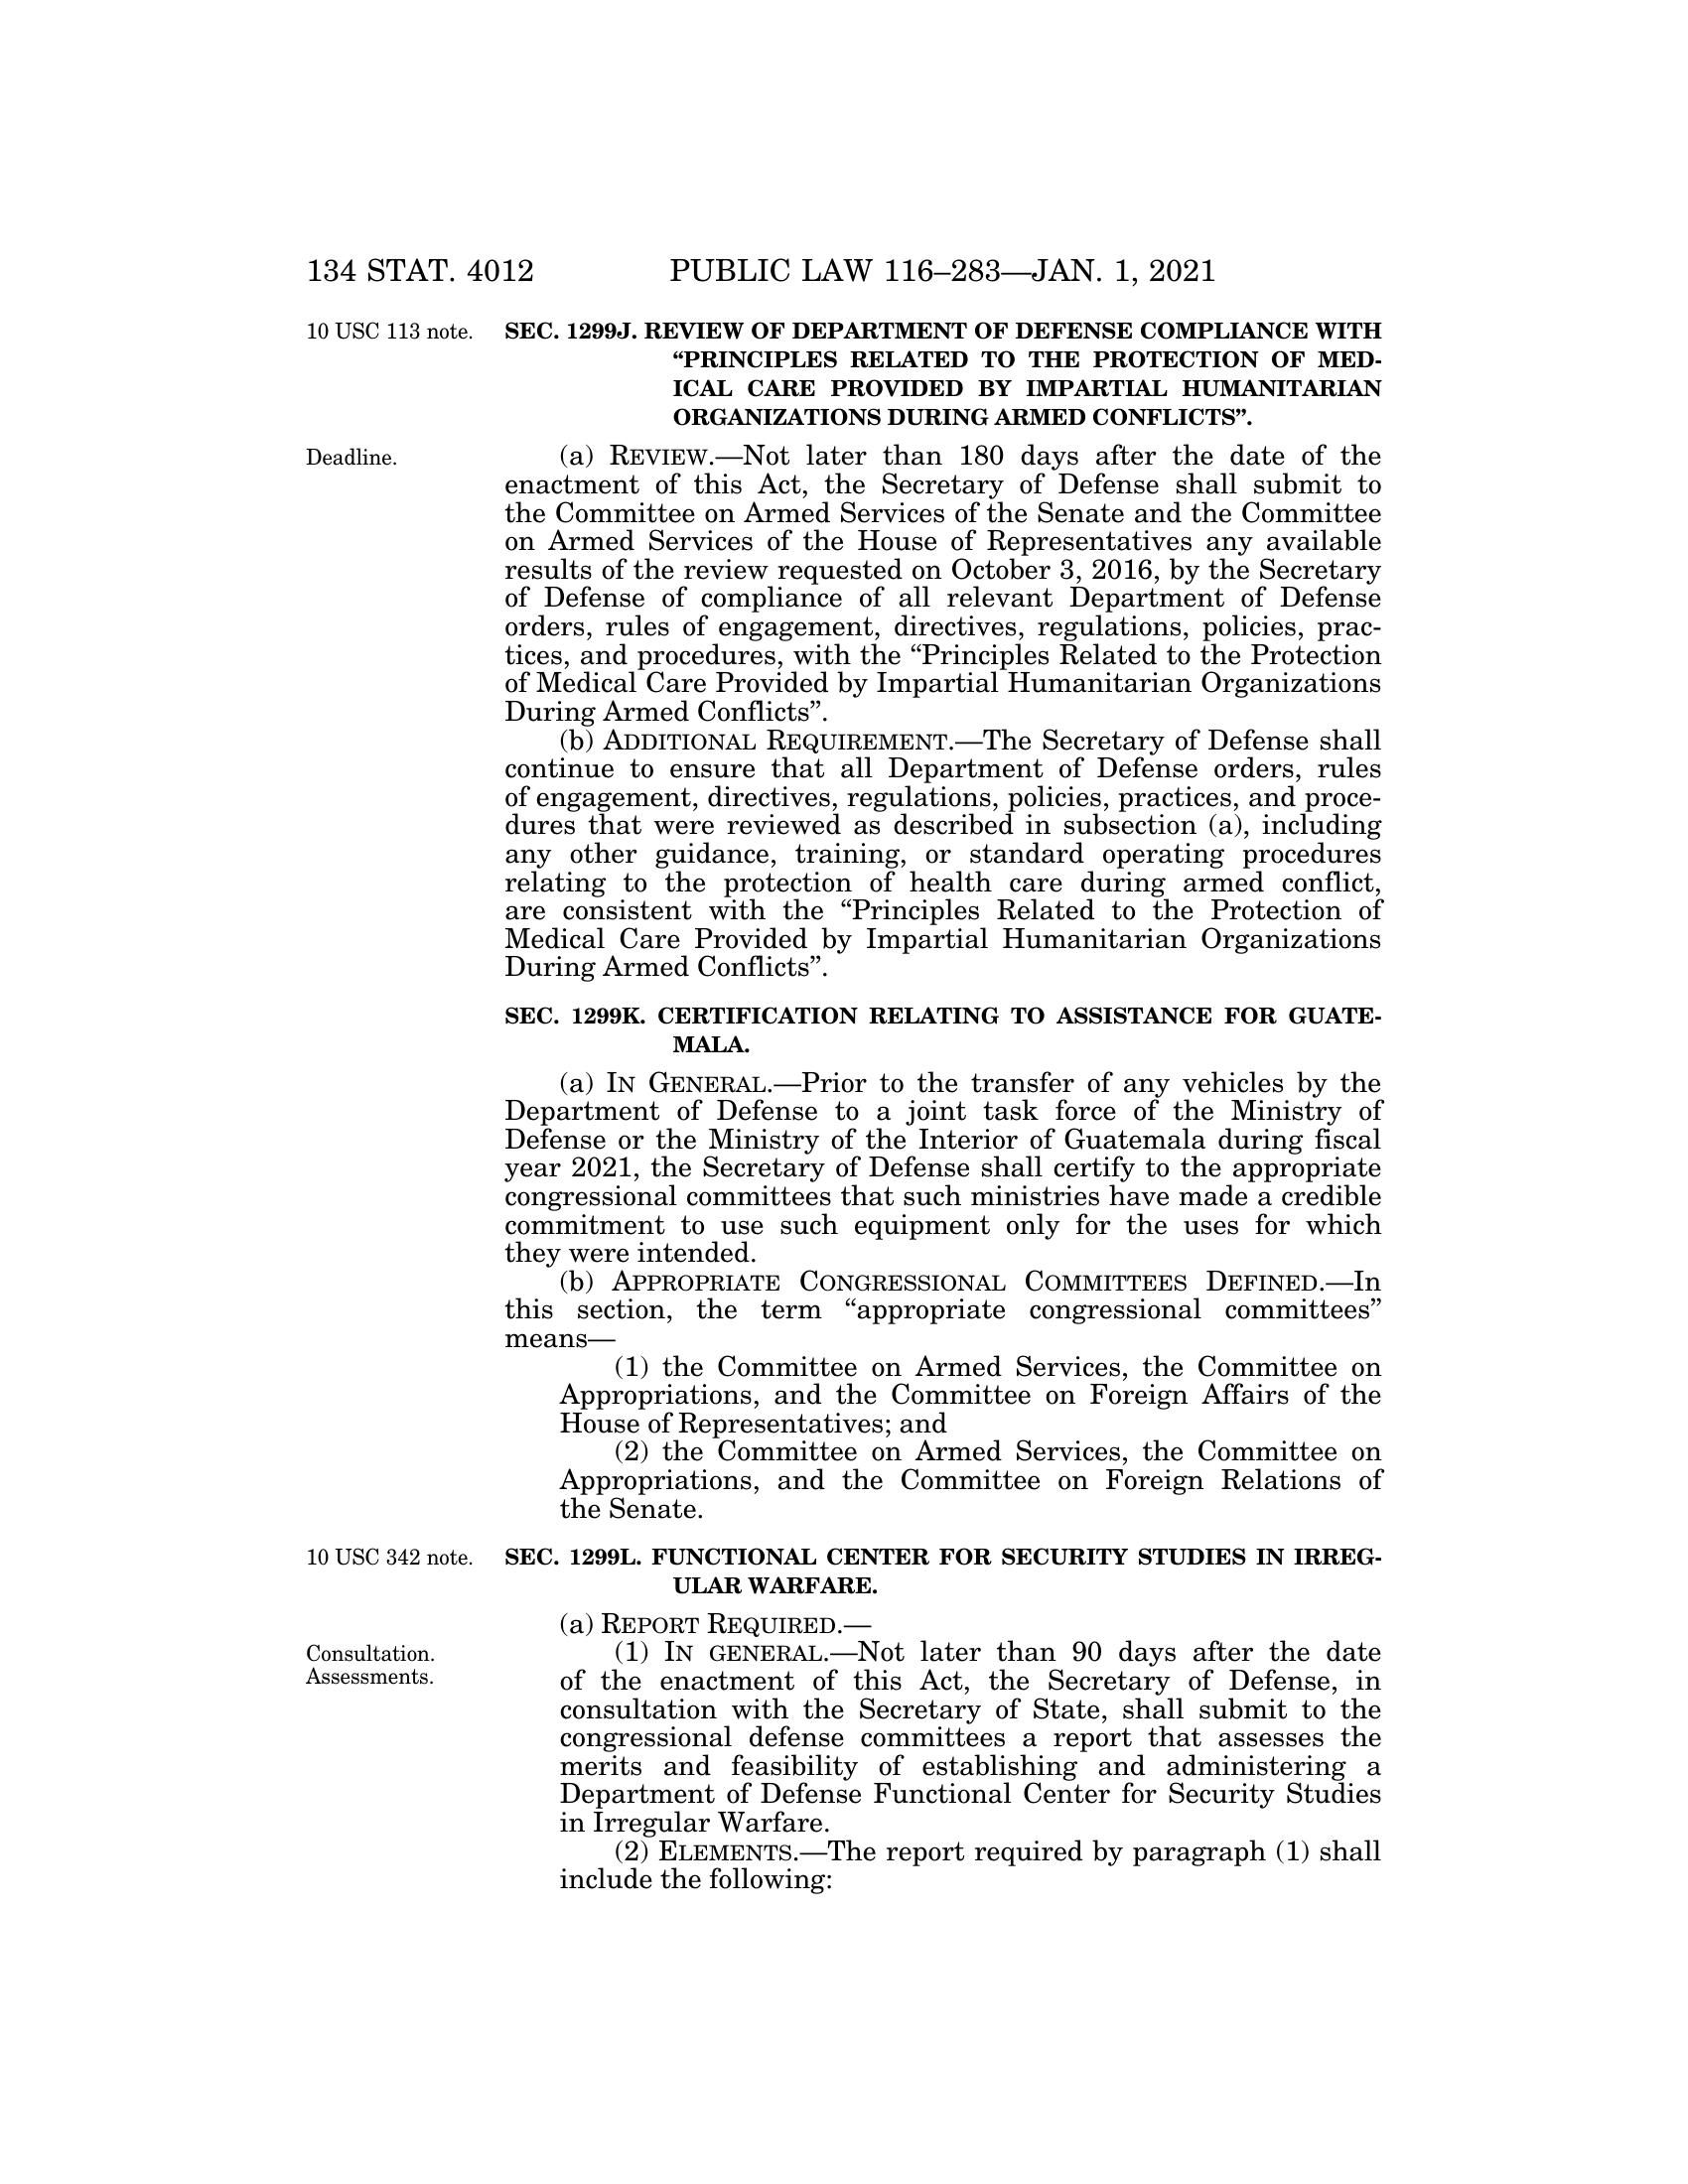 134 STAT. 4012 PUBLIC LAW 116–283—JAN. 1, 2021
10 USC 113 note.
SEC. 1299J. REVIEW OF DEPARTMENT OF DEFENSE COMPLIANCE WITH
“PRINCIPLES RELATED TO THE PROTECTION OF MED-
ICAL CARE PROVIDED BY IMPARTIAL HUMANITARIAN
ORGANIZATIONS DURING ARMED CONFLICTS”.
Deadline.
(a) REVIEW.—Not later than 180 days after the date of the
enactment of this Act, the Secretary of Defense shall submit to
the Committee on Armed Services of the Senate and the Committee
on Armed Services of the House of Representatives any available
results of the review requested on October 3, 2016, by the Secretary
of Defense of compliance of all relevant Department of Defense
orders, rules of engagement, directives, regulations, policies, prac-
tices, and procedures, with the “Principles Related to the Protection
of Medical Care Provided by Impartial Humanitarian Organizations
During Armed Conflicts”.
(b) ADDITIONAL REQUIREMENT.—The Secretary of Defense shall
continue to ensure that all Department of Defense orders, rules
of engagement, directives, regulations, policies, practices, and proce-
dures that were reviewed as described in subsection (a), including
any other guidance, training, or standard operating procedures
relating to the protection of health care during armed conflict,
are consistent with the “Principles Related to the Protection of
Medical Care Provided by Impartial Humanitarian Organizations
During Armed Conflicts”.
SEC. 1299K. CERTIFICATION RELATING TO ASSISTANCE FOR GUATE-
MALA.
(a) IN GENERAL.—Prior to the transfer of any vehicles by the
Department of Defense to a joint task force of the Ministry of
Defense or the Ministry of the Interior of Guatemala during fiscal
year 2021, the Secretary of Defense shall certify to the appropriate
congressional committees that such ministries have made a credible
commitment to use such equipment only for the uses for which
they were intended.
(b) APPROPRIATE CONGRESSIONAL COMMITTEES DEFINED.—In
this section, the term “appropriate congressional committees”
means—
(1) the Committee on Armed Services, the Committee on
Appropriations, and the Committee on Foreign Affairs of the
House of Representatives; and
(2) the Committee on Armed Services, the Committee on
Appropriations, and the Committee on Foreign Relations of
the Senate.
10 USC 342 note.
SEC. 1299L. FUNCTIONAL CENTER FOR SECURITY STUDIES IN IRREG-
ULAR WARFARE.
(a) REPORT REQUIRED.—
Consultation.
Assessments.
(1) IN GENERAL.—Not later than 90 days after the date
of the enactment of this Act, the Secretary of Defense, in
consultation with the Secretary of State, shall submit to the
congressional defense committees a report that assesses the
merits and feasibility of establishing and administering a
Department of Defense Functional Center for Security Studies
in Irregular Warfare.
(2) ELEMENTS.—The report required by paragraph (1) shall
include the following: